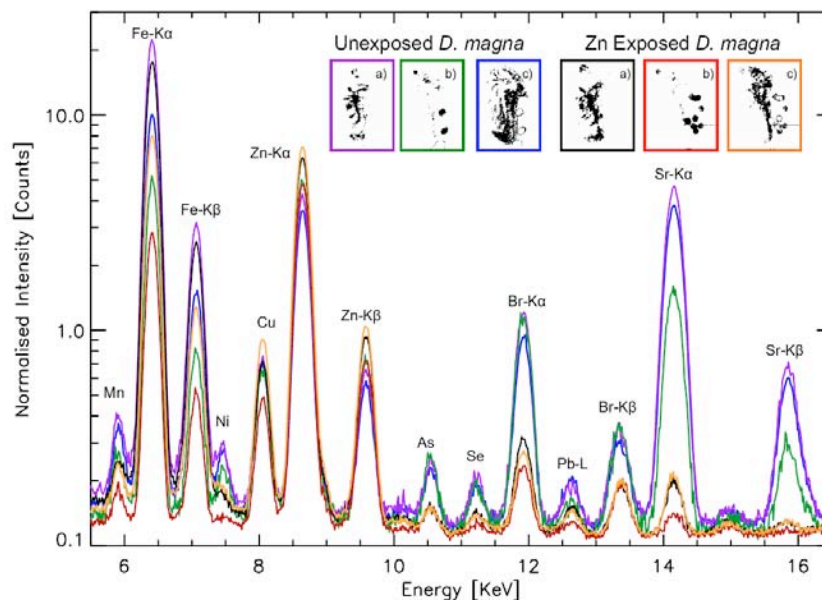 Unexposed D. magna
Zn Exposed D. magna
a)
b)
c)
a)
b)
c)
Fe-Kα
Fe-Kβ
Zn-Kα
Zn-Kβ
Mn
Ni
Cu
As
Se
Br-Kα
Pb-L
Br-Kβ
Sr-Kα
Sr-Kβ
Normalised Intensity [Counts]
10.0
1.0
0.1
6
8
10
12
14
16
Energy [KeV]